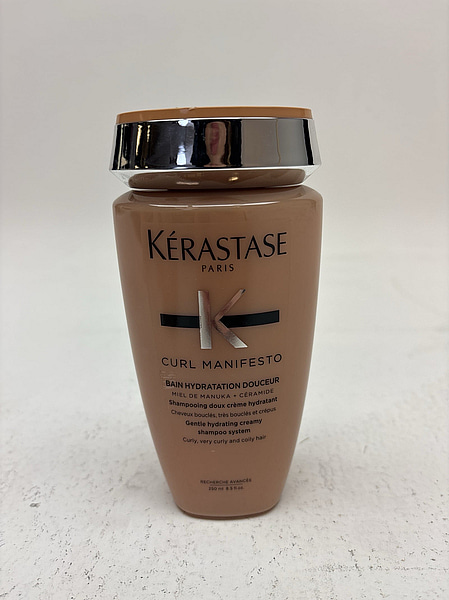 KÉRASTASE
PARIS
K
CURL MANIFESTO
BAIN HYDRATATION DOUCEUR
MIEL DE MANUKA + CÉRAMIDE
Shampooing doux crème hydratant
Cheveux bouclés, très bouclés et crépus
Gentle hydrating creamy
shampoo system
Curly, very curly and coily hair
RECHERCHE AVANCÉE
250 ml 8.5 fl.oz.